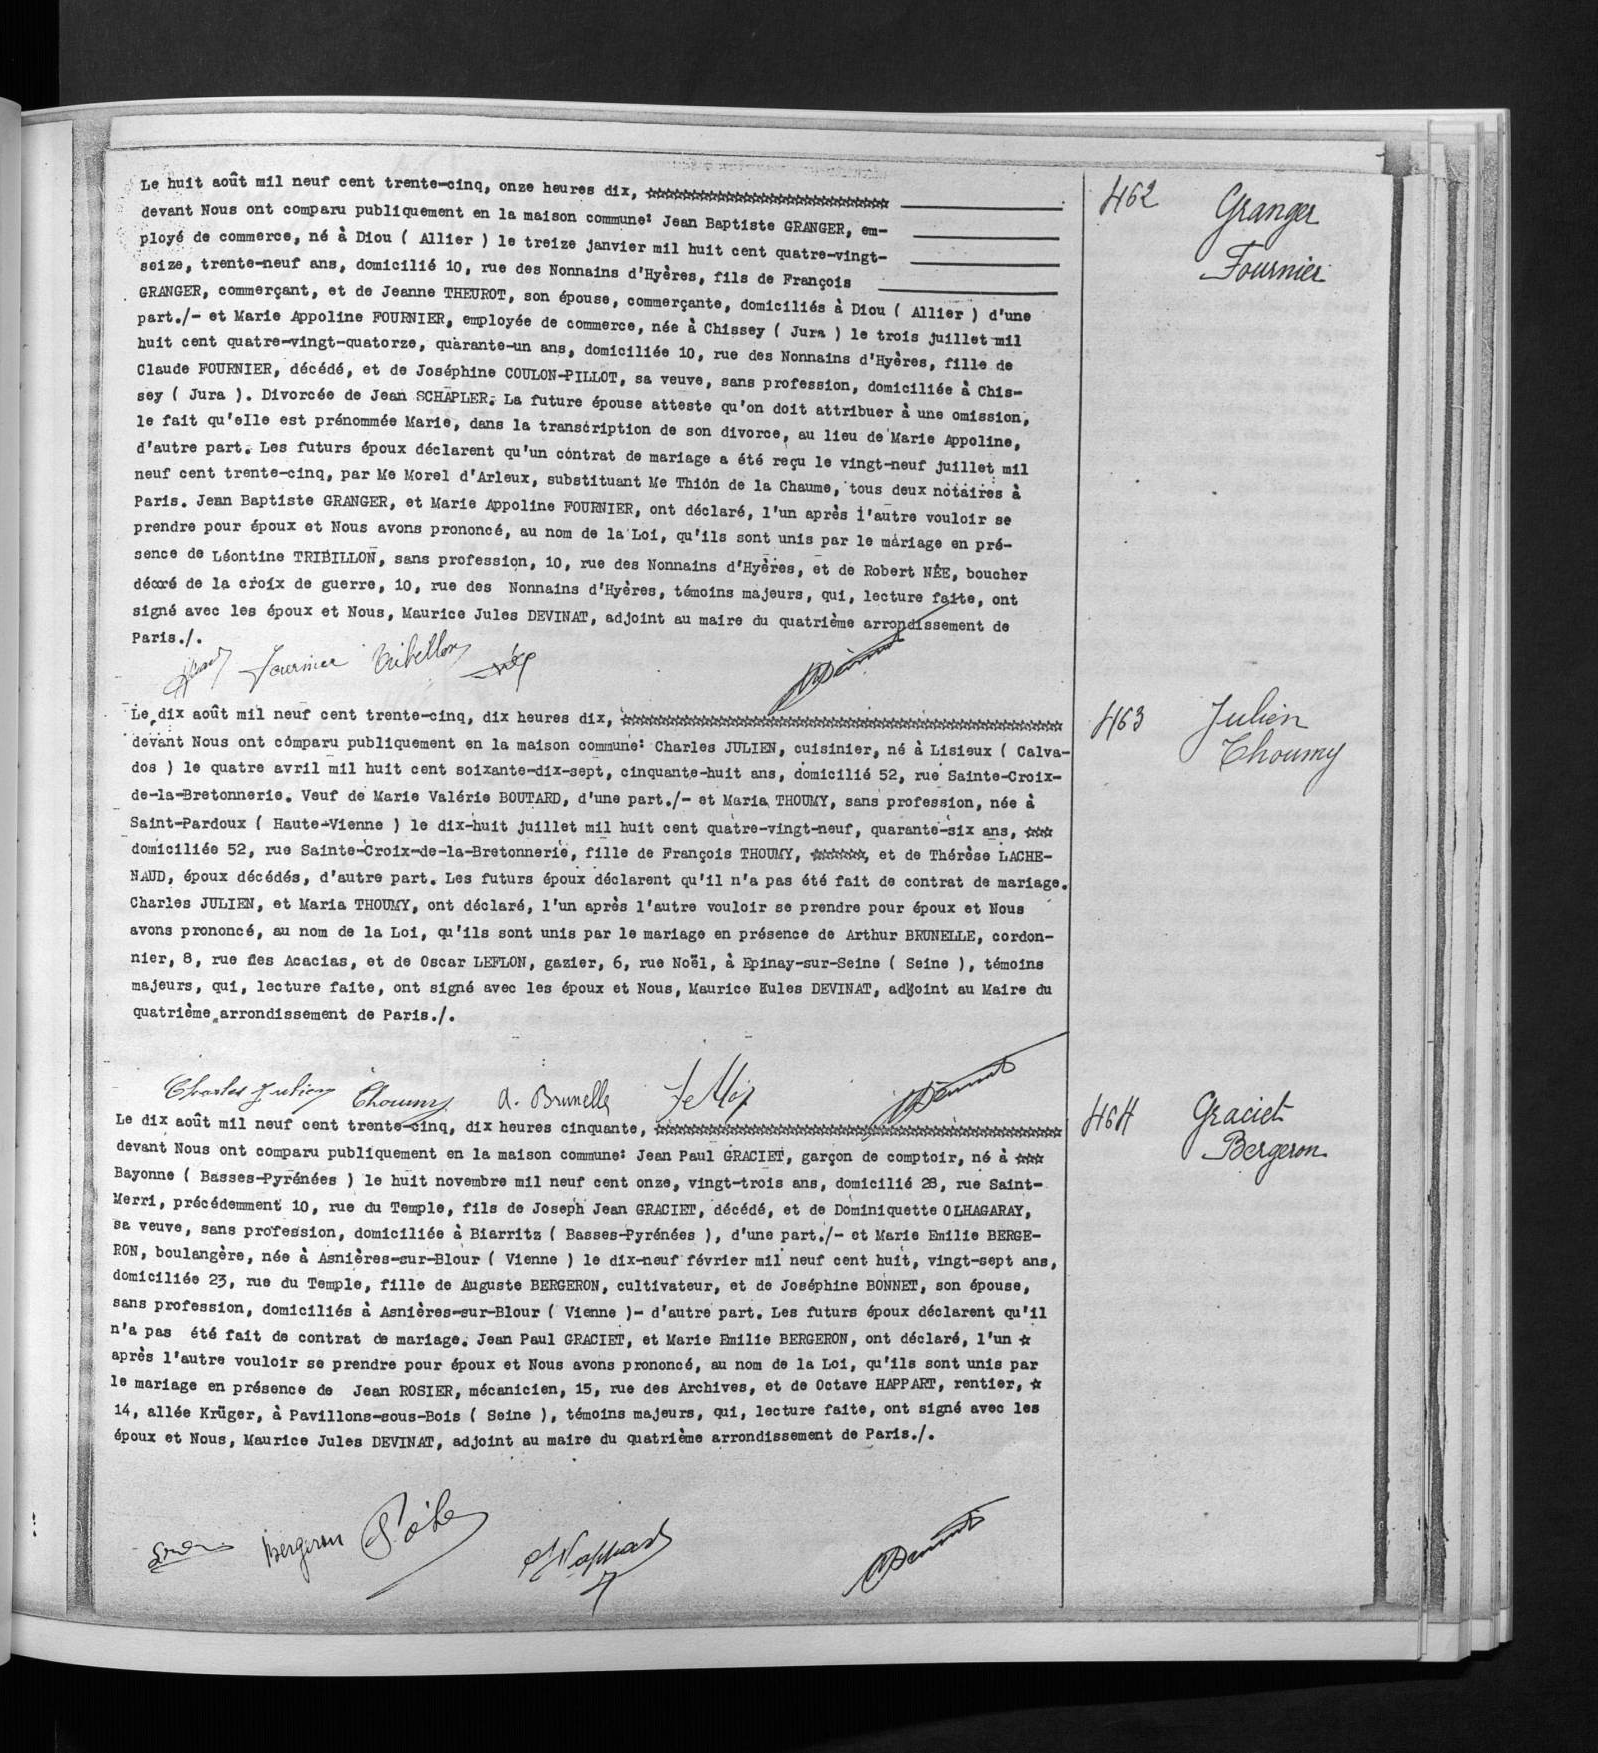 Le huit août mil neuf cent trente-cinq, onze heures dix, ☆☆☆☆☆☆☆☆☆☆☆☆☆☆☆☆☆☆☆☆☆☆☆☆
devant Nous ont comparu publiquement en la maison commune: Jean Baptiste GRANGER, em-
ployé de commerce, né à Diou ( Allier ) le treize janvier mil huit cent quatre-vingt-
seize, trente-neuf ans, domicilié 10, rue des Nonnains d'Hyères, fils de François
GRANGER, commerçant, et de Jeanne THEUROT, son épouse, commerçante, domiciliés à Diou ( Allier ) d'une
part./- et Marie Appoline FOURNIER, employée de commerce, née à Chissey ( Jura ) le trois juillet mil
huit cent quatre-vingt-quatorze, quarante-un ans, domiciliée 10, rue des Nonnains d'Hyères, fille de
Claude FOURNIER, décédé, et de Joséphine COULON-PILLOT, sa veuve, sans profession, domiciliée à Chis-
sey ( Jura ). Divorcée de Jean SCHAPLER. La future épouse atteste qu'on doit attribuer à une omission,
le fait qu'elle est prénommée Marie, dans la transcription de son divorce, au lieu de Marie Appoline,
d'autre part. Les futurs époux déclarent qu'un contrat de mariage a été reçu le vingt-neuf juillet mil
neuf cent trente-cinq, par Me Morel d'Arleux, substituant Me Thion de la Chaume, tous deux notaires à
Paris. Jean Baptiste GRANGER, et Marie Appoline FOURNIER, ont déclaré, l'un après l'autre vouloir se
prendre pour époux et Nous avons prononcé, au nom de la Loi, qu'ils sont unis par le mariage en pré-
sence de Léontine TRIBILLON, sans profession, 10, rue des Nonnains d'Hyères, et de Robert NÉE, boucher
décoré de la croix de guerre, 10, rue des Nonnains d'Hyères, témoins majeurs, qui, lecture faite, ont
signé avec les époux et Nous, Maurice Jules DEVINAT, adjoint au maire du quatrième arrondissement de
Paris./.
Fournier Tribillon Née
462 Granger
Fournier
Le dix août mil neuf cent trente-cinq, dix heures dix, ☆☆☆☆☆☆☆☆☆☆☆☆☆☆☆☆☆☆☆☆☆☆☆☆☆☆☆☆☆☆☆☆☆☆☆☆☆☆☆☆☆☆☆☆
devant Nous ont comparu publiquement en la maison commune: Charles JULIEN, cuisinier, né à Lisieux ( Calva-
dos ) le quatre avril mil huit cent soixante-dix-sept, cinquante-huit ans, domicilié 52, rue Sainte-Croix-
de-la-Bretonnerie. Veuf de Marie Valérie BOUTARD, d'une part./- et Maria THOUMY, sans profession, née à
Saint-Pardoux ( Haute-Vienne ) le dix-huit juillet mil huit cent quatre-vingt-neuf, quarante-six ans, ☆☆☆
domiciliée 52, rue Sainte-Croix-de-la-Bretonnerie, fille de François THOUMY, ☆☆☆☆☆☆, et de Thérèse LACHE-
NAUD, époux décédés, d'autre part. Les futurs époux déclarent qu'il n'a pas été fait de contrat de mariage.
Charles JULIEN, et Maria THOUMY, ont déclaré, l'un après l'autre vouloir se prendre pour époux et Nous
avons prononcé, au nom de la Loi, qu'ils sont unis par le mariage en présence de Arthur BRUNELLE, cordon-
nier, 8, rue des Acacias, et de Oscar LEFLON, gazier, 6, rue Noël, à Epinay-sur-Seine ( Seine ), témoins
majeurs, qui, lecture faite, ont signé avec les époux et Nous, Maurice Hules DEVINAT, adjoint au Maire du
quatrième arrondissement de Paris./.
Charles Julien Thoumy A. Brunelle
463 Julien
Thoumy
Le dix août mil neuf cent trente-cinq, dix heures cinquante, ☆☆☆☆☆☆☆☆☆☆☆☆☆☆☆☆☆☆☆☆☆☆☆☆☆☆☆☆☆☆☆☆☆☆☆☆☆☆☆☆
devant Nous ont comparu publiquement en la maison commune: Jean Paul GRACIET, garçon de comptoir, né à ☆☆☆
Bayonne ( Basses-Pyrénées ) le huit novembre mil neuf cent onze, vingt-trois ans, domicilié 28, rue Saint-
Merri, précédemment 10, rue du Temple, fils de Joseph Jean GRACIET, décédé, et de Dominiquette OLHAGARAY,
sa veuve, sans profession, domiciliée à Biarritz ( Basses-Pyrénées ), d'une part./- et Marie Emilie BERGE-
RON, boulangère, née à Asnières-sur-Blour ( Vienne ) le dix-neuf février mil neuf cent huit, vingt-sept ans,
domiciliée 23, rue du Temple, fille de Auguste BERGERON, cultivateur, et de Joséphine BONNET, son épouse,
sans profession, domiciliés à Asnières-sur-Blour ( Vienne )- d'autre part. Les futurs époux déclarent qu'il
n'a pas été fait de contrat de mariage. Jean Paul GRACIET, et Marie Emilie BERGERON, ont déclaré, l'un ☆
après l'autre vouloir se prendre pour époux et Nous avons prononcé, au nom de la Loi, qu'ils sont unis par
le mariage en présence de Jean ROSIER, mécanicien, 15, rue des Archives, et de Octave HAPPART, rentier, ☆
14, allée Krüger, à Pavillons-sous-Bois ( Seine ), témoins majeurs, qui, lecture faite, ont signé avec les
époux et Nous, Maurice Jules DEVINAT, adjoint au maire du quatrième arrondissement de Paris./.
Bergeron
464 Graciet
Bergeron